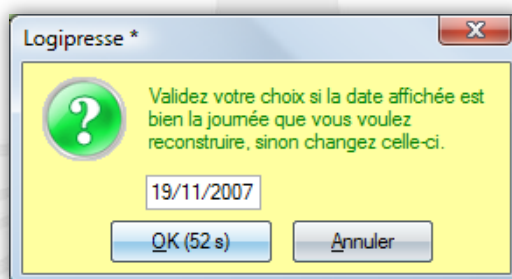 Logipresse *
Validez votre choix si la date affichée est
bien la journée que vous voulez
reconstruire, sinon changez celle-ci.
19/11/2007
OK (52 s) Annuler